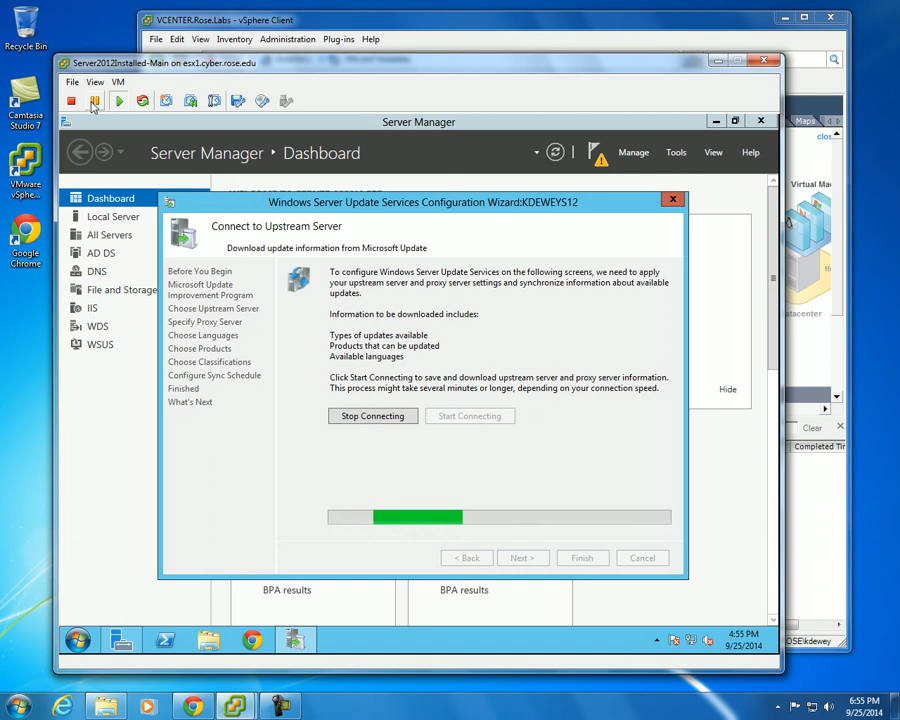 Recycle Bin
Camtasia
Studio 7
VMware
vSphe...
Google
Chrome
VCENTER.Rose.Labs - vSphere Client
File Edit View Inventory Administration Plug-ins Help
Server2012Installed-Main on esx1.cyber.rose.edu
File View VM
Server Manager
Server Manager ‣ Dashboard
Manage Tools View Help
Maps
Dashboard
Local Server
All Servers
AD DS
DNS
File and Storage
IIS
WDS
WSUS
Windows Server Update Services Configuration Wizard:KDEWEYS12
Connect to Upstream Server
Download update information from Microsoft Update
Before You Begin
Microsoft Update
Improvement Program
Choose Upstream Server
Specify Proxy Server
Choose Languages
Choose Products
Choose Classifications
Configure Sync Schedule
Finished
What's Next
To configure Windows Server Update Services on the following screens, we need to apply
your upstream server and proxy server settings and synchronize information about available
updates.
Information to be downloaded includes:
Types of updates available
Products that can be updated
Available languages
Click Start Connecting to save and download upstream server and proxy server information.
This process might take several minutes or longer, depending on your connection speed.
Stop Connecting Start Connecting
< Back Next > Finish Cancel
Hide
BPA results
BPA results
Virtual Ma
Clear
Completed Tim
4:55 PM
9/25/2014
6:55 PM
9/25/2014